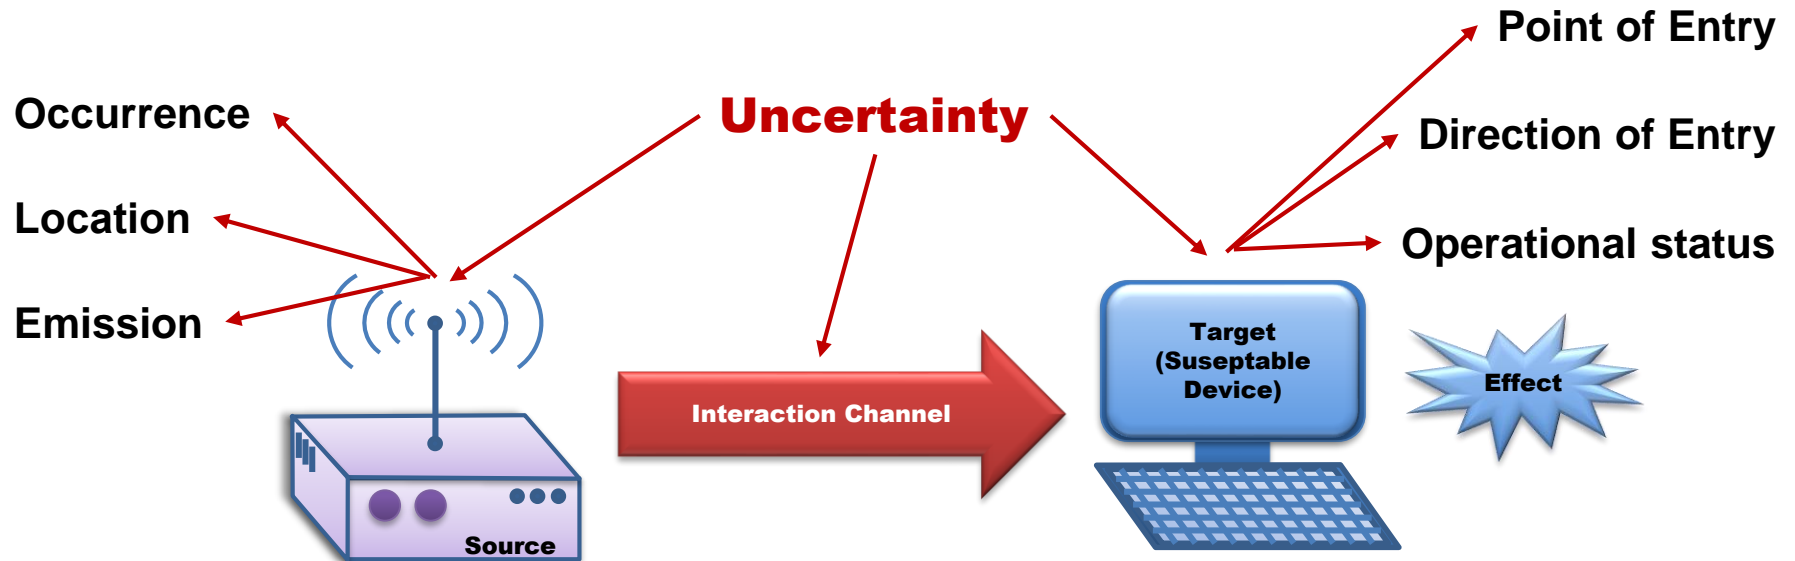 Point of Entry
Occurrence
Uncertainty
Direction of Entry
Location
Operational status
Emission
Target
(Suseptable
Device)
Effect
Interaction Channel
Source